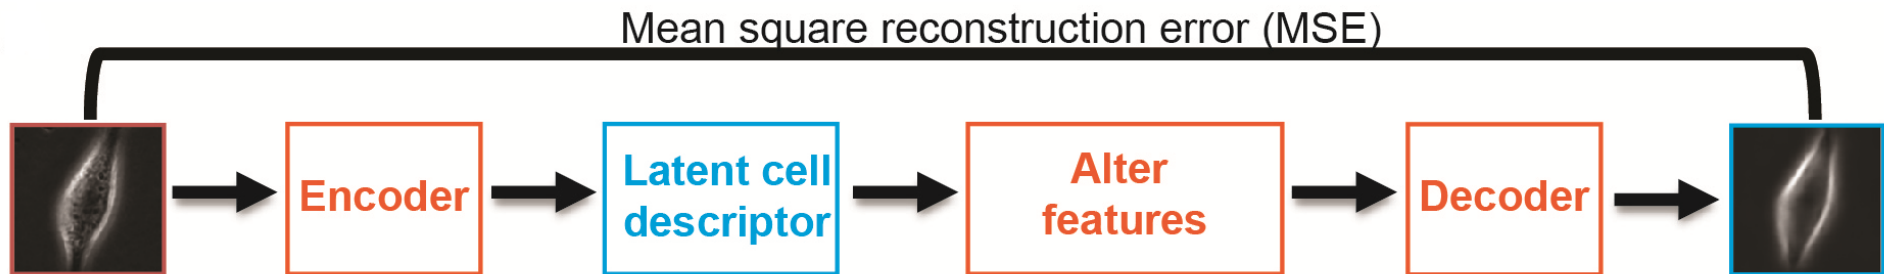 Mean square reconstruction error (MSE)
Encoder
Latent cell
descriptor
Alter
features
Decoder